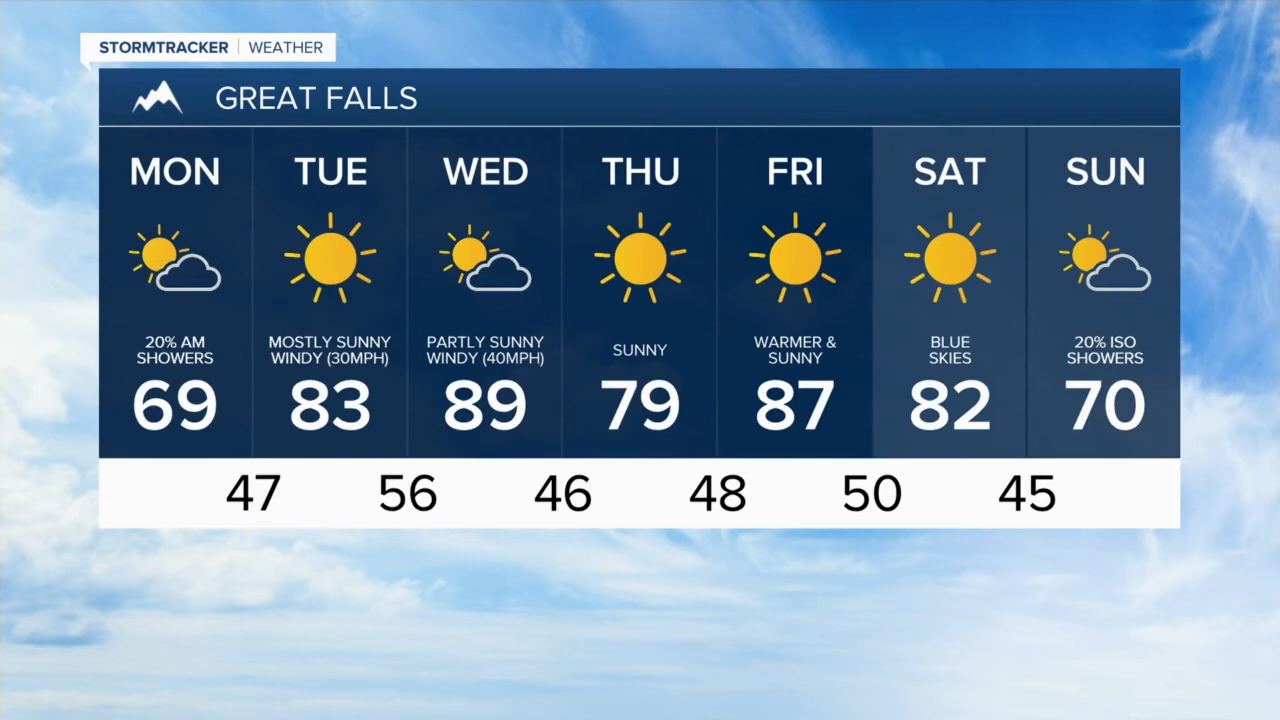 STORMTRACKER | WEATHER
GREAT FALLS
MON TUE WED THU FRI SAT SUN
20% AM
SHOWERS
MOSTLY SUNNY
WINDY (30MPH)
PARTLY SUNNY
WINDY (40MPH)
SUNNY
WARMER &
SUNNY
BLUE
SKIES
20% ISO
SHOWERS
69 83 89 79 87 82 70
47 56 46 48 50 45